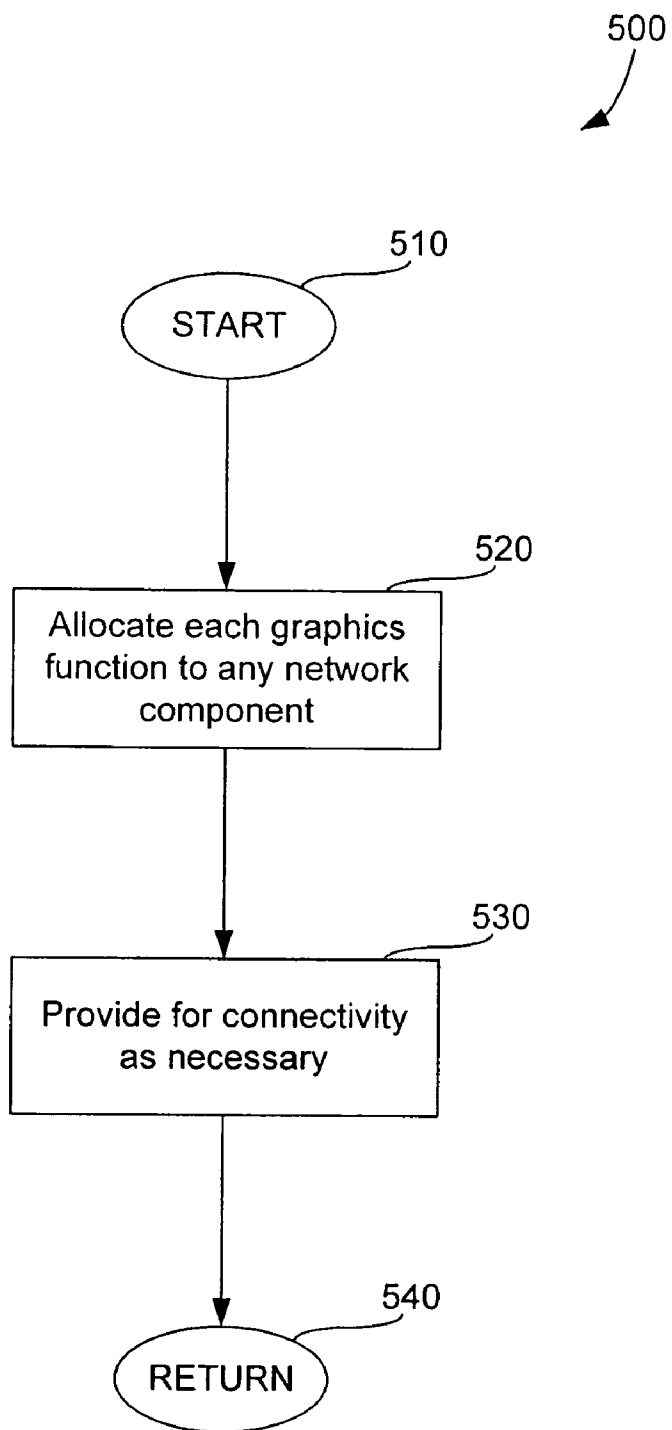 500
510
START
520
Allocate each graphics
function to any network
component
530
Provide for connectivity
as necessary
540
RETURN